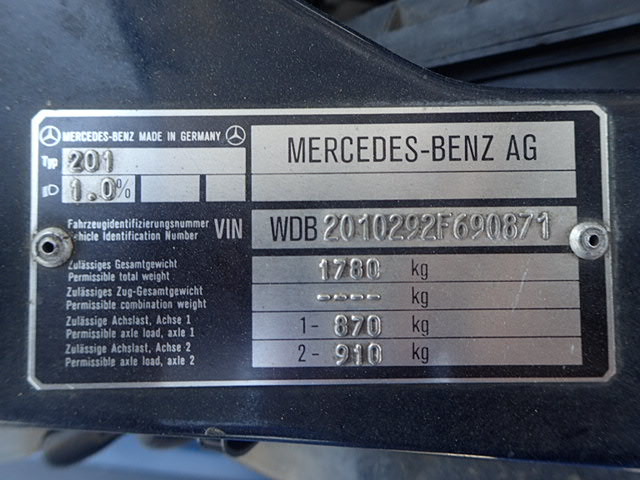 MERCEDES-BENZ MADE IN GERMANY
MERCEDES-BENZ AG
Typ 201
1.0%
Fahrzeugidentifizierungsnummer
Vehicle Identification Number
VIN
WDB 2010292F690871
Zulässiges Gesamtgewicht
Permissible total weight
1780 kg
Zulässiges Zug-Gesamtgewicht
Permissible combination weight
---- kg
Zulässige Achslast, Achse 1
Permissible axle load, axle 1
1- 870 kg
Zulässige Achslast, Achse 2
Permissible axle load, axle 2
2- 910 kg